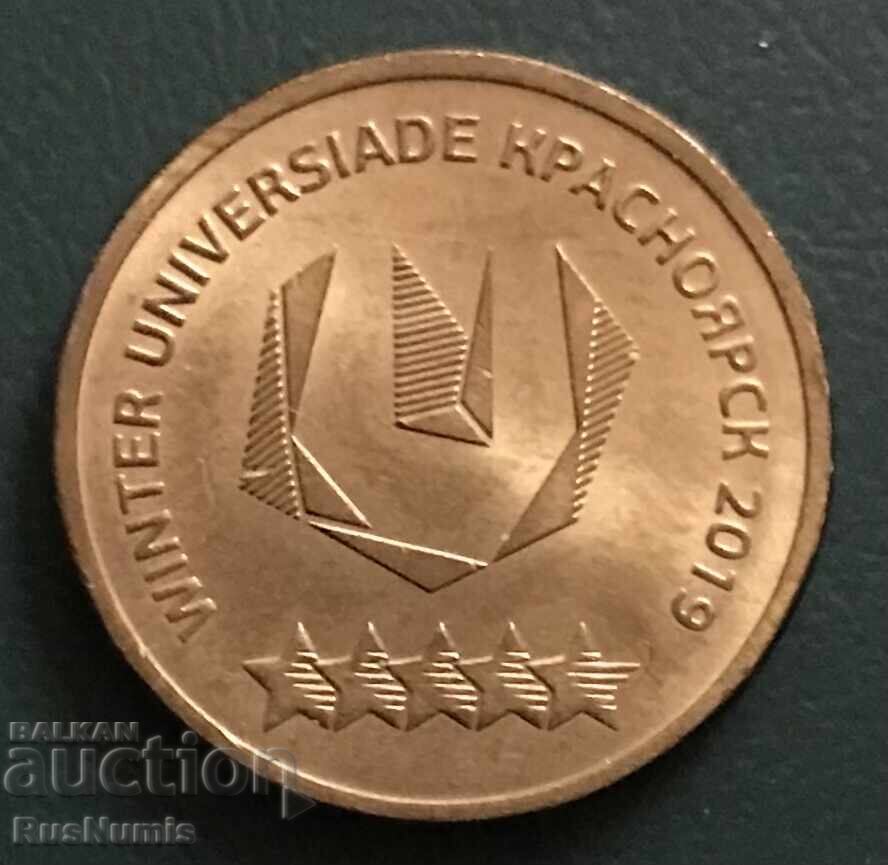 WINTER UNIVERSIADE КРАСНОЯРСК 2019
BALKAN
auction
RusNumis